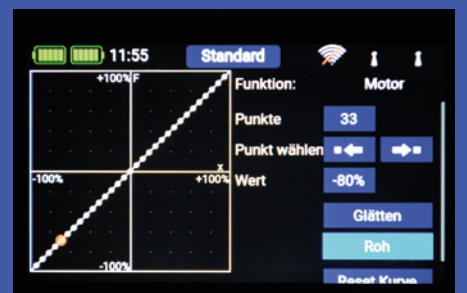 11:55 Standard
+100% F
Funktion: Motor
Punkte 33
Punkt wählen
-100% +100% X
Wert -80%
Glätten
Roh
-100%
Reset Kurve